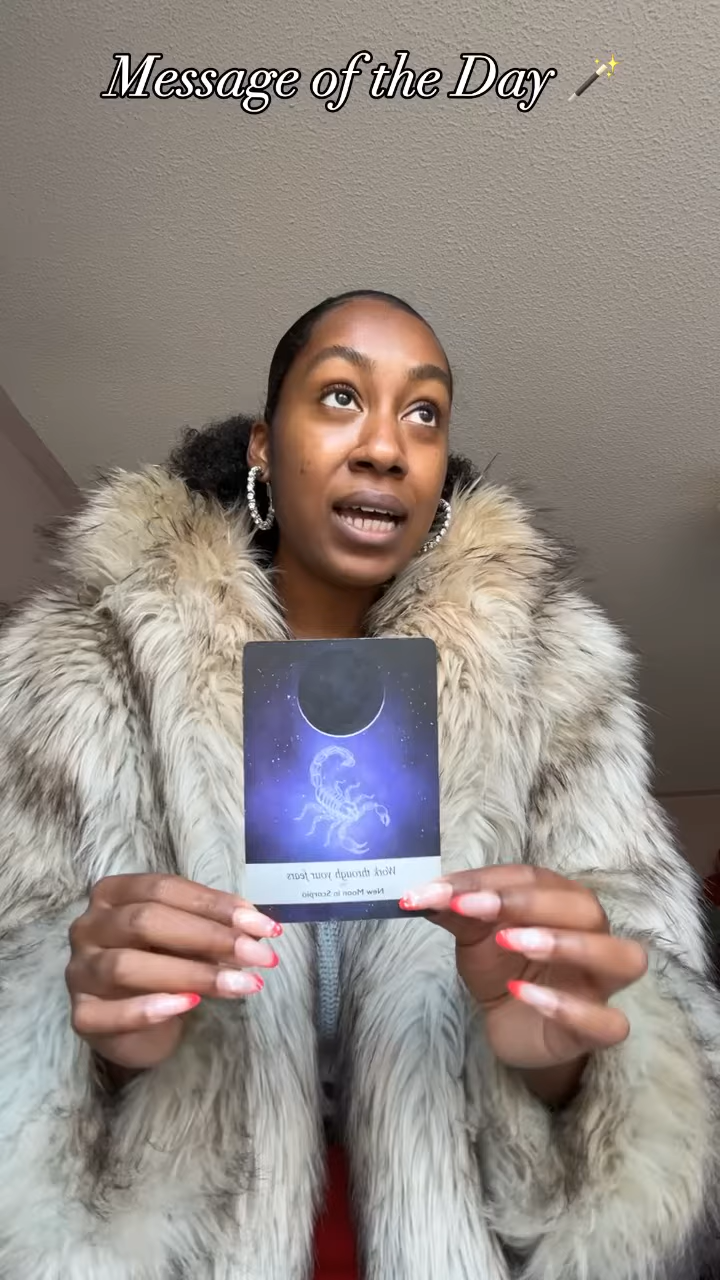 Message of the Day 🪄
Work through your fears
New Moon in Scorpio